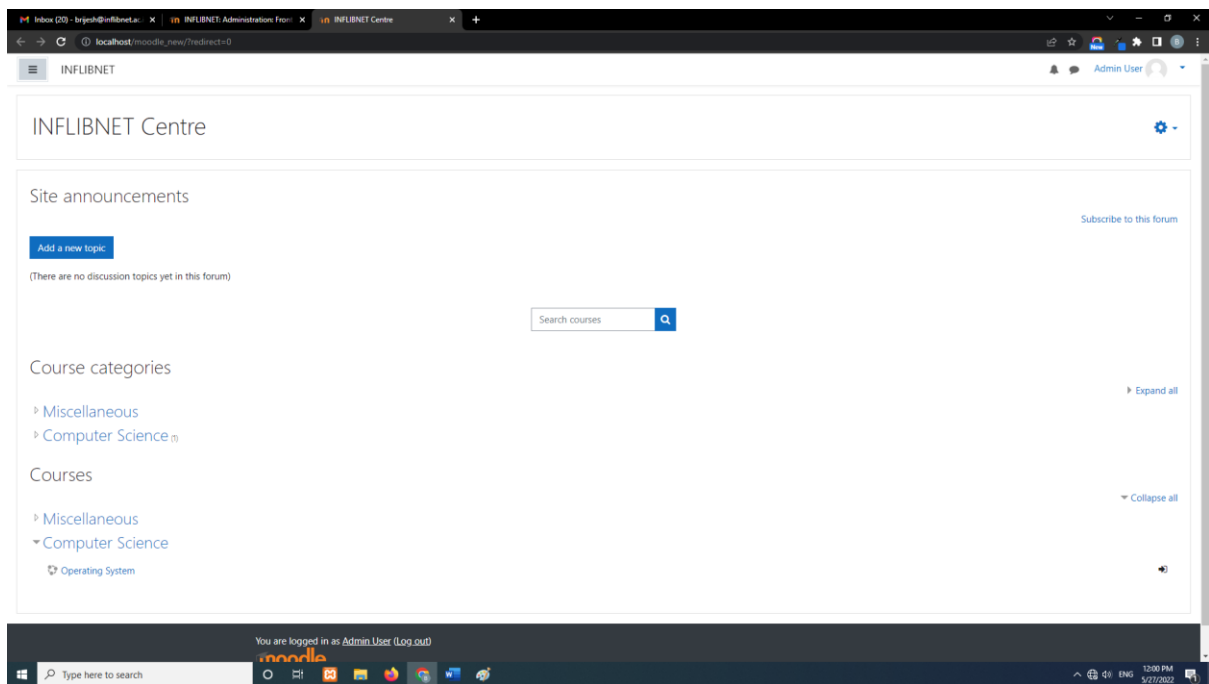 Inbox (20) - brijesh@inflibnet.ac.
INFLIBNET: Administration: Front
INFLIBNET Centre
localhost/moodle_new/?redirect=0
New
B
INFLIBNET
Admin User
INFLIBNET Centre
Site announcements
Subscribe to this forum
Add a new topic
(There are no discussion topics yet in this forum)
Search courses
Course categories
Expand all
Miscellaneous
Computer Science (1)
Courses
Collapse all
Miscellaneous
Computer Science
Operating System
You are logged in as Admin User (Log out)
moodle
Type here to search
ENG
12:00 PM
5/27/2022